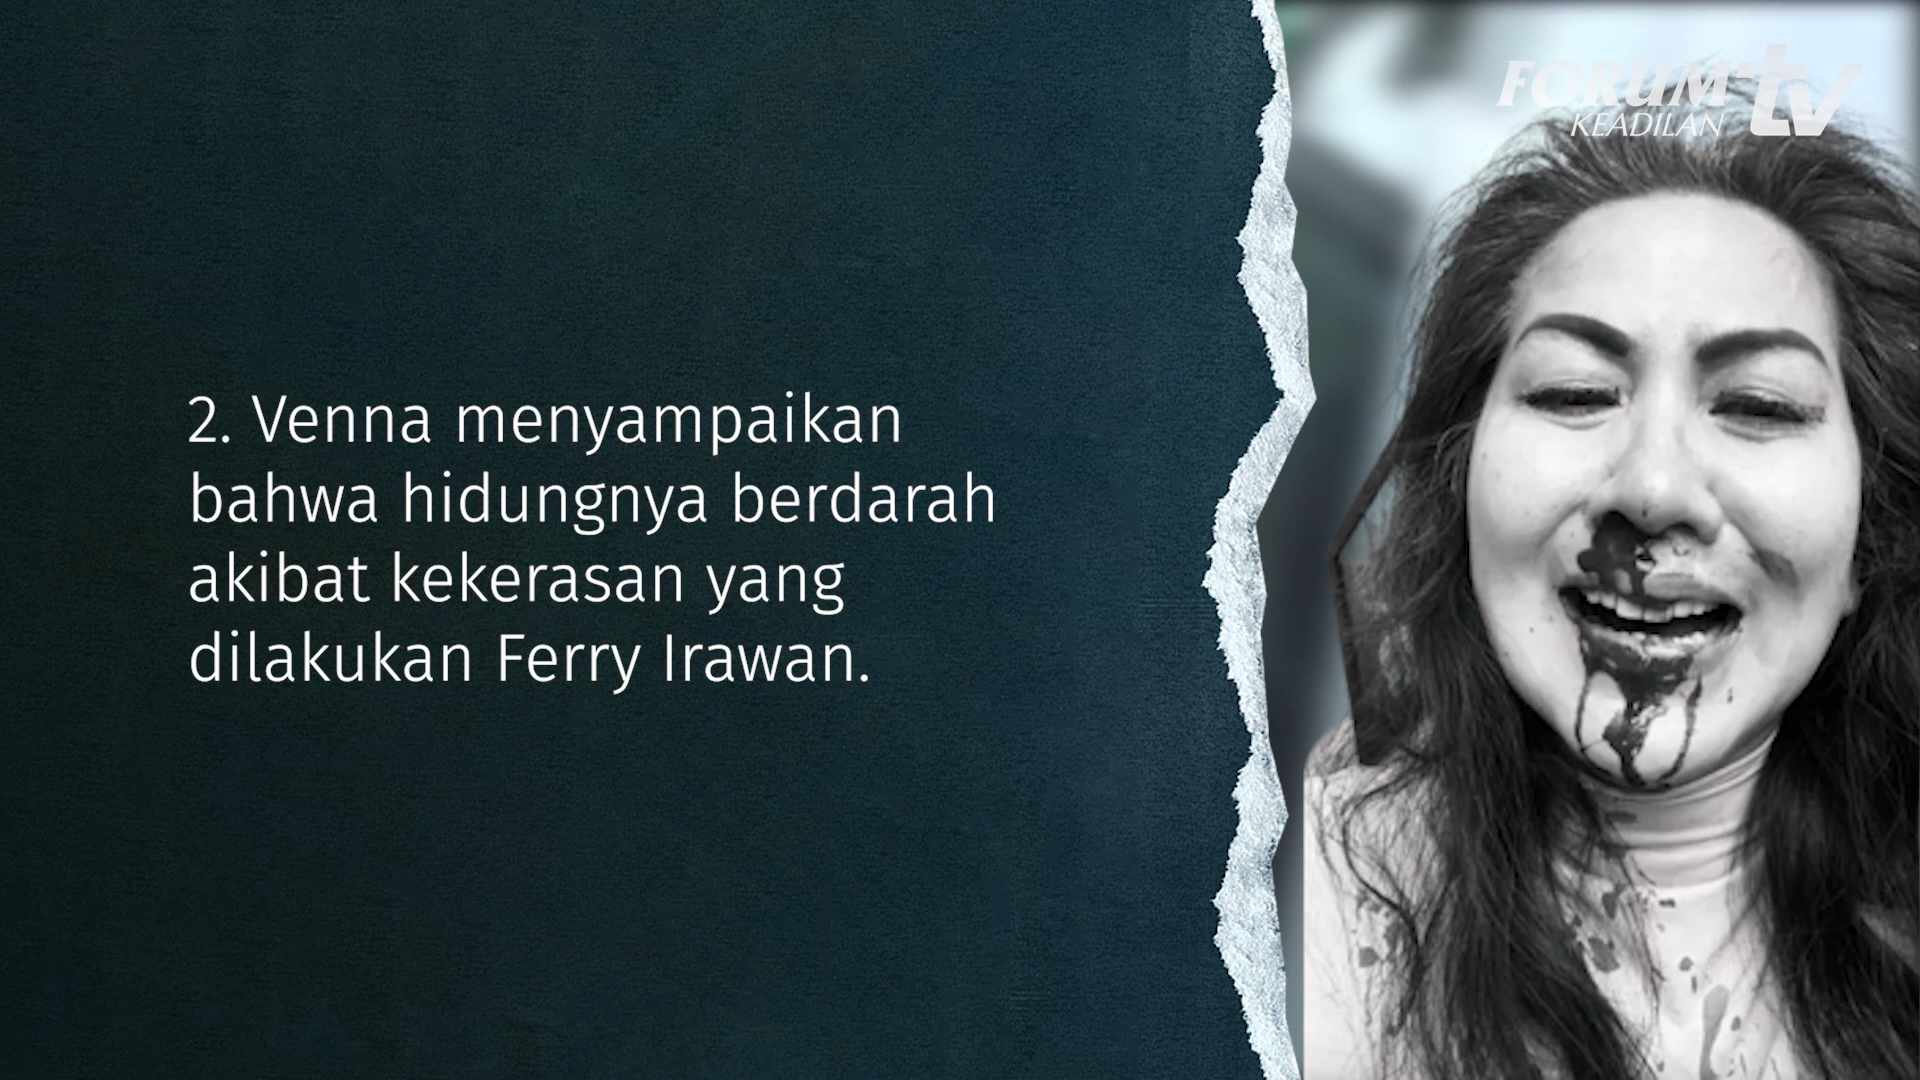 FORUM tv
KEADILAN
2. Venna menyampaikan
bahwa hidungnya berdarah
akibat kekerasan yang
dilakukan Ferry Irawan.